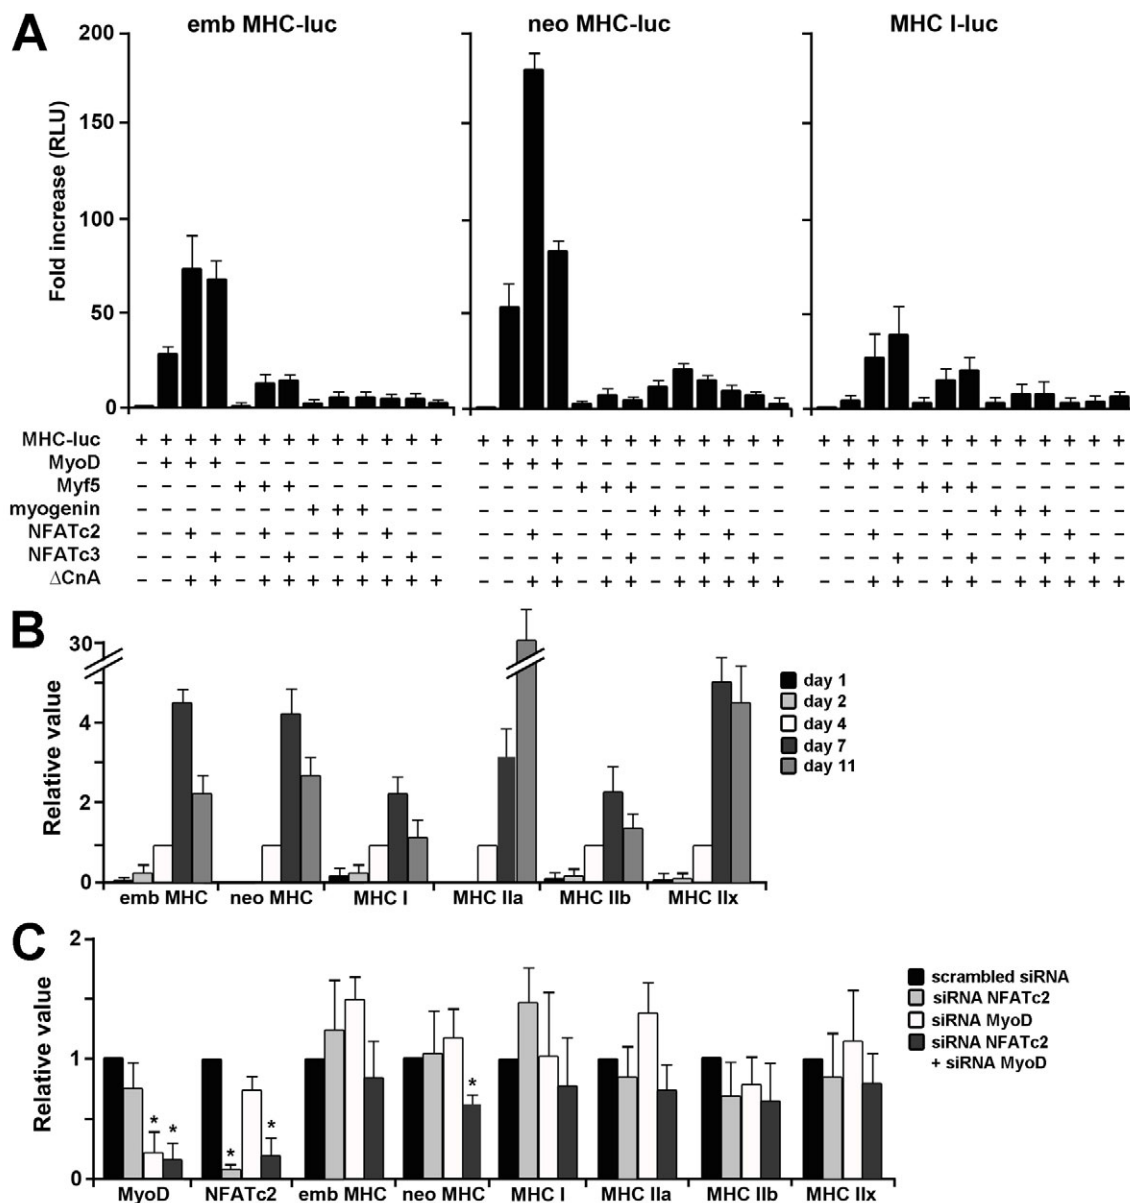 A
emb MHC-luc
neo MHC-luc
MHC I-luc
Fold increase (RLU)
200
150
100
50
0
MHC-luc + + + + + + + + + + + + + + + + + + + + + + + + + + + + + + + + + + + + + + +
MyoD − + + + − − − − − − − − − − + + + − − − − − − − − − − + + + − − − − − − − − −
Myf5 − − − − + + + − − − − − − − − − − + + + − − − − − − − − − − + + + − − − − − −
myogenin − − − − − − − + + + − − − − − − − − − − + + + − − − − − − − − − − + + + − − −
NFATc2 − − + − − + − − + − + − − − − + − − + − − + − + − − − − + − − + − − + − + − −
NFATc3 − − − + − − + − − + − + − − − − + − − + − − + − + − − − − + − − + − − + − + −
ΔCnA − − + + − + + + + + + + + − − + + − + + − + + + + + − − + + − + + − + + + + +
B
Relative value
30
4
2
0
emb MHC
neo MHC
MHC I
MHC IIa
MHC IIb
MHC IIx
day 1
day 2
day 4
day 7
day 11
C
Relative value
2
1
0
* * * * *
MyoD
NFATc2
emb MHC
neo MHC
MHC I
MHC IIa
MHC IIb
MHC IIx
scrambled siRNA
siRNA NFATc2
siRNA MyoD
siRNA NFATc2
+ siRNA MyoD